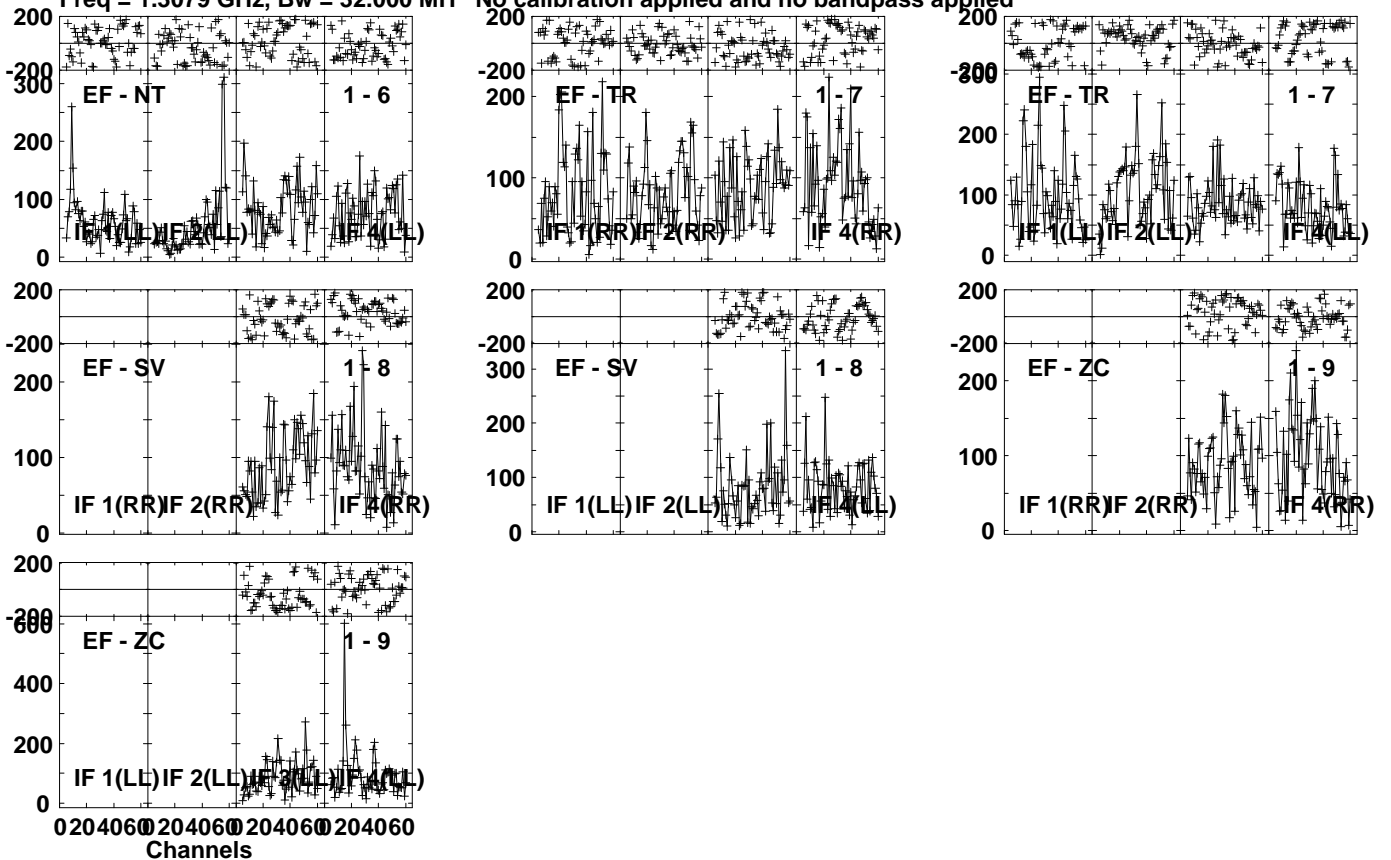 Freq = 1.3079 GHz, Bw = 32.000 MH No calibration applied and no bandpass applied
200
-200
EF - NT 1 - 6
300
200
100
0
IF 1(LL) IF 2(LL) IF 4(LL)
200
-200
EF - TR 1 - 7
200
100
0
IF 1(RR) IF 2(RR) IF 4(RR)
200
-200
EF - TR 1 - 7
300
200
100
0
IF 1(LL) IF 2(LL) IF 4(LL)
200
-200
EF - SV 1 - 8
200
100
0
IF 1(RR) IF 2(RR) IF 4(RR)
200
-200
EF - SV 1 - 8
300
200
100
0
IF 1(LL) IF 2(LL) IF 4(LL)
200
-200
EF - ZC 1 - 9
200
100
0
IF 1(RR) IF 2(RR) IF 4(RR)
200
-200
EF - ZC 1 - 9
600
400
200
0
IF 1(LL) IF 2(LL) IF 3(LL) IF 4(LL)
0 20 40 60 0 20 40 60 0 20 40 60 0 20 40 60
Channels